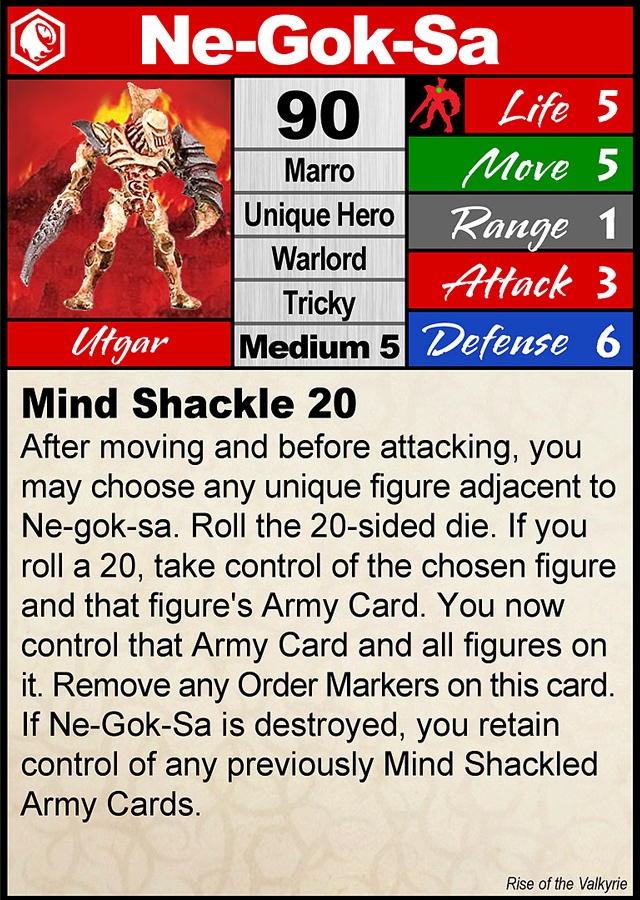 Ne-Gok-Sa
90
Marro
Unique Hero
Warlord
Tricky
Medium 5
Life 5
Move 5
Range 1
Attack 3
Defense 6
Utgar
Mind Shackle 20
After moving and before attacking, you
may choose any unique figure adjacent to
Ne-gok-sa. Roll the 20-sided die. If you
roll a 20, take control of the chosen figure
and that figure's Army Card. You now
control that Army Card and all figures on
it. Remove any Order Markers on this card.
If Ne-Gok-Sa is destroyed, you retain
control of any previously Mind Shackled
Army Cards.
Rise of the Valkyrie